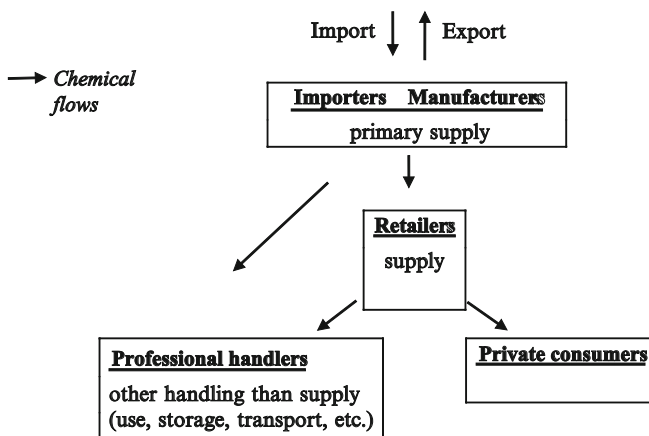 Import Export
Chemical
flows
Importers Manufacturers
primary supply
Retailers
supply
Professional handlers
other handling than supply
(use, storage, transport, etc.)
Private consumers